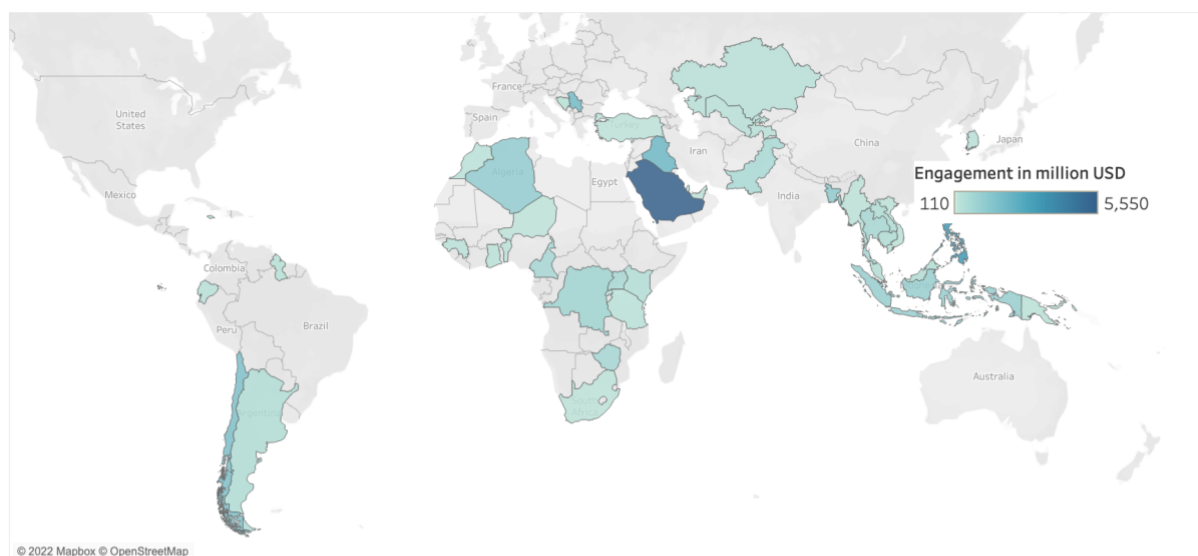 United
States
Mexico
Colombia
Peru
Brazil
Argentina
France
Spain
Turkey
Algeria
Egypt
Iran
South
Africa
China
India
Japan
Australia
Engagement in million USD
110 5,550
© 2022 Mapbox © OpenStreetMap